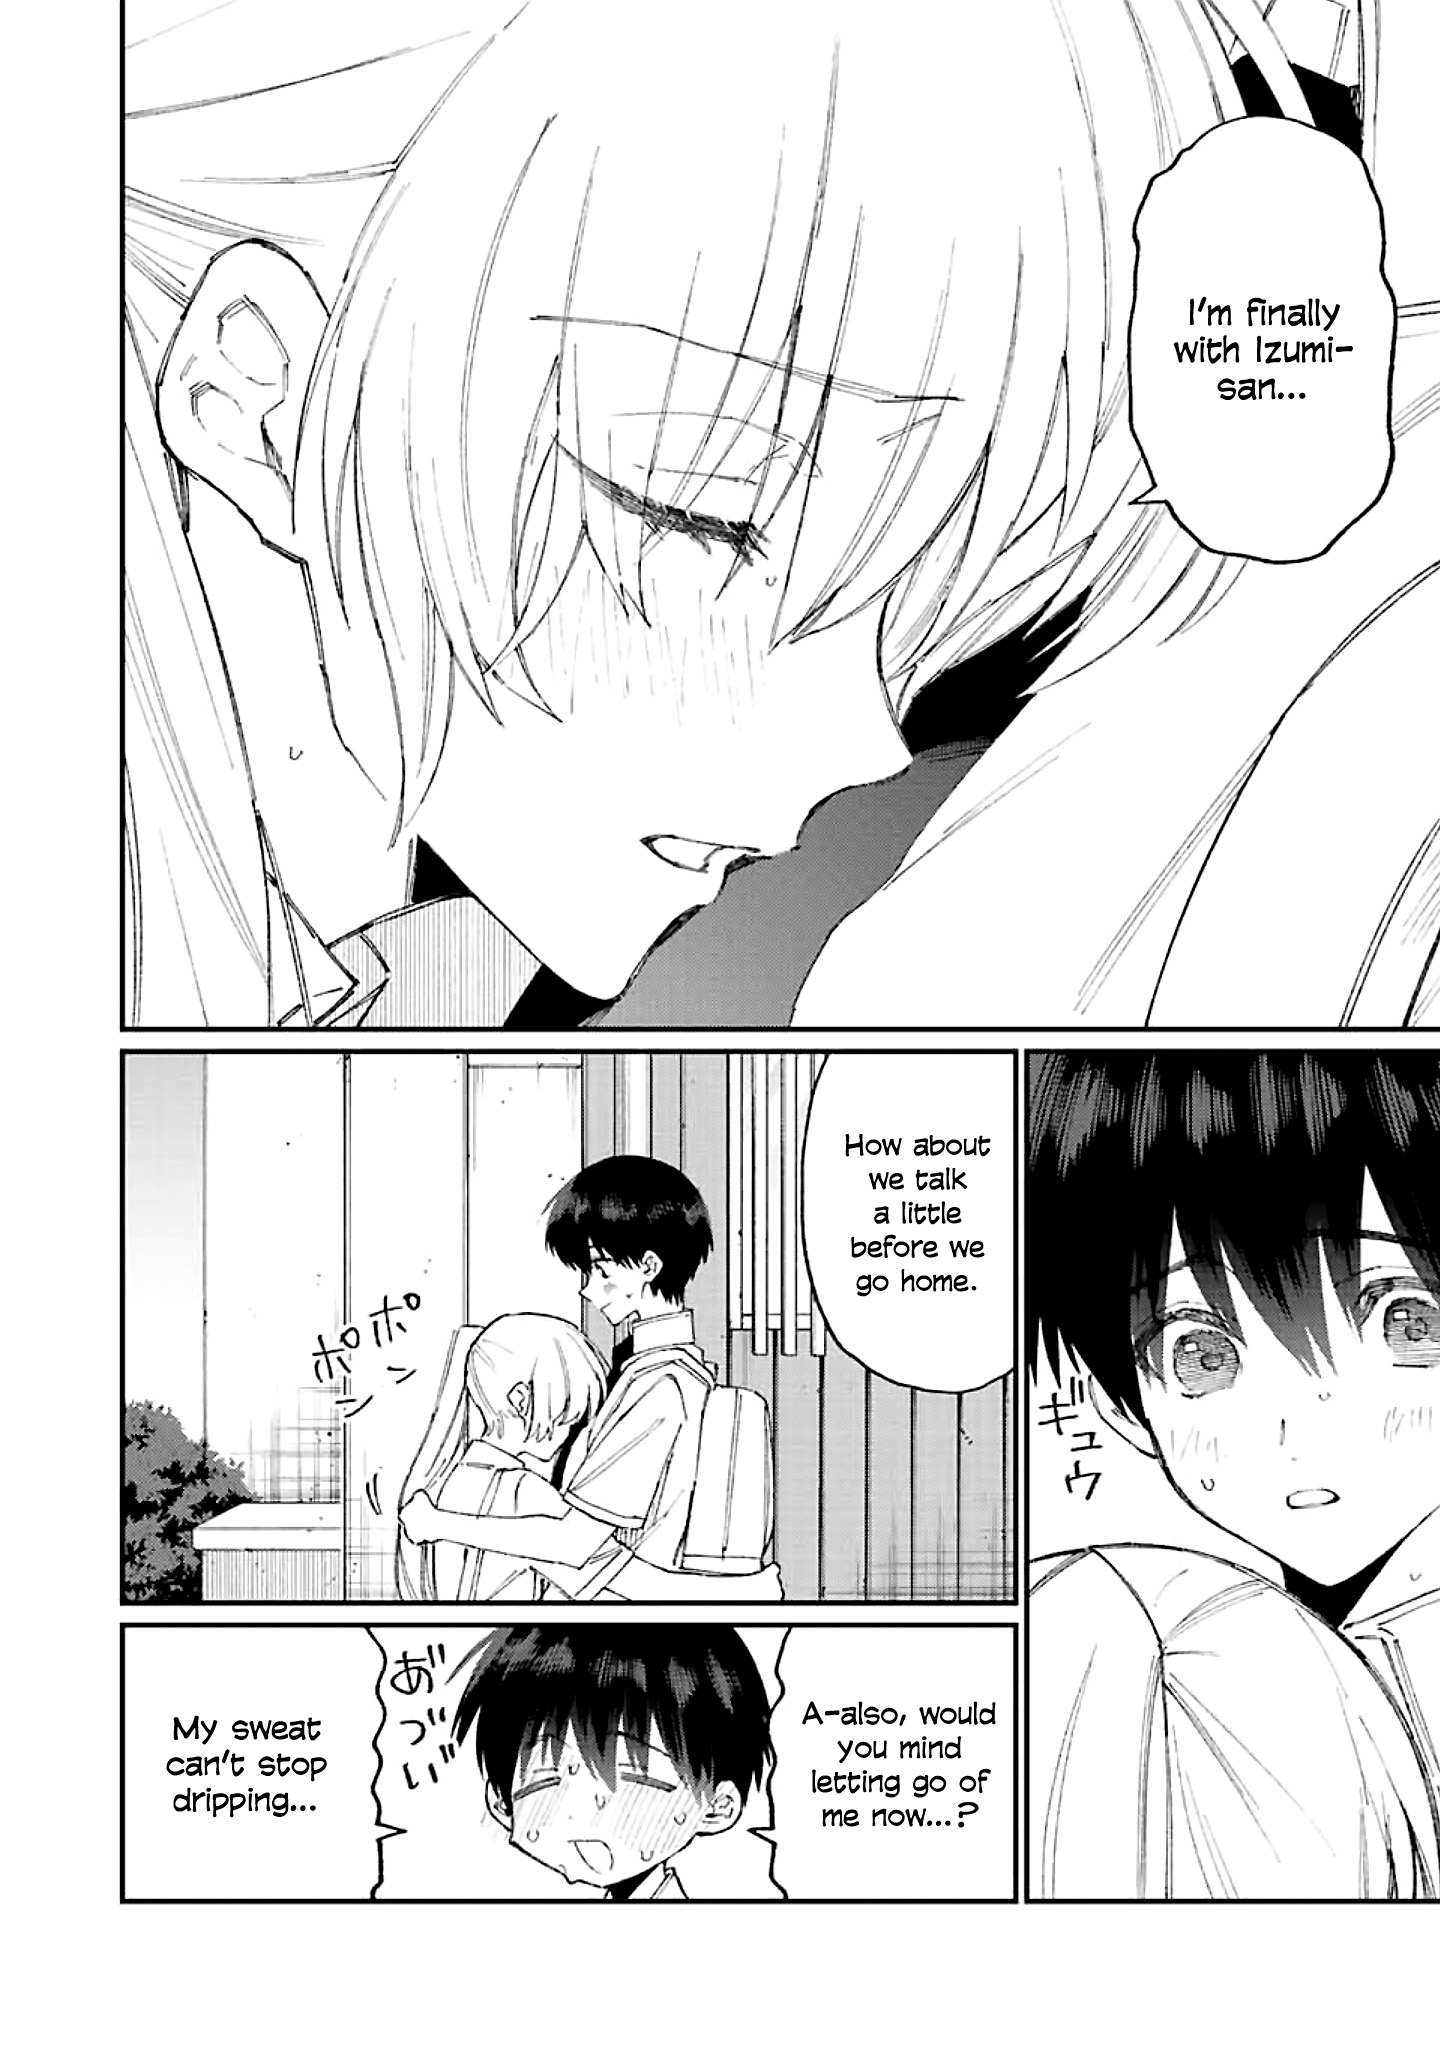 I'm finally
with Izumi-
san...
ギュウ
How about
we talk
a little
before we
go home.
ポン
ポン
A-also, would
you mind
letting go of
me now...?
あ゛づい゛
My sweat
can't stop
dripping...